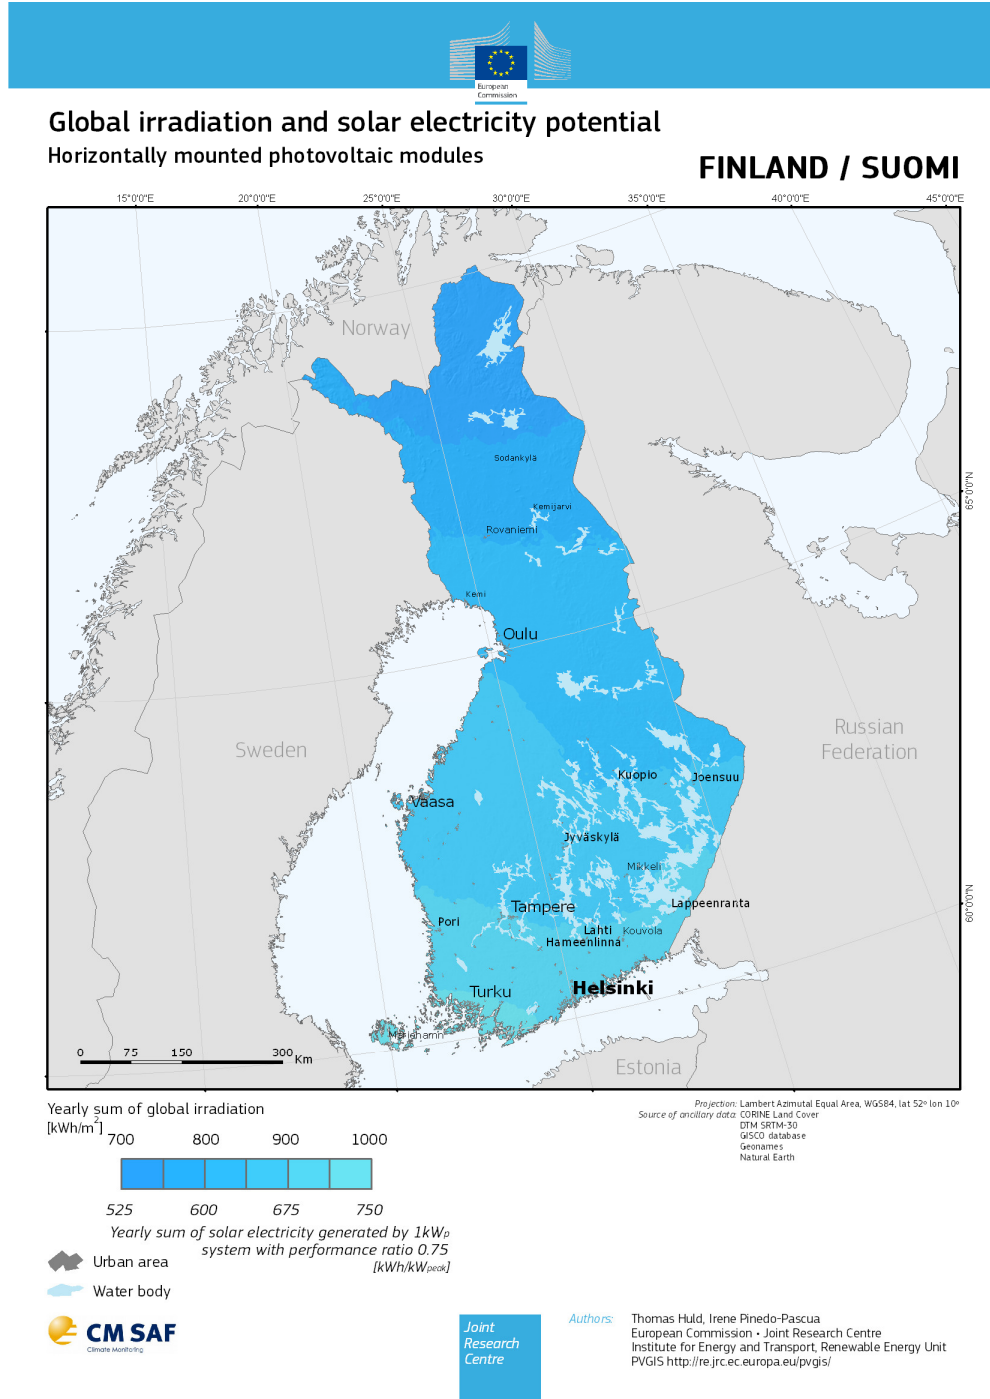 European
Commission
Global irradiation and solar electricity potential
Horizontally mounted photovoltaic modules
FINLAND / SUOMI
15°0'0"E 20°0'0"E 25°0'0"E 30°0'0"E 35°0'0"E 40°0'0"E 45°0'0"E
Norway
Sodankylä
65°0'0"N
Kemijarvi
Rovaniemi
Kemi
Oulu
Russian
Federation
Sweden
Kuopio
Joensuu
Vaasa
Jyväskylä
Mikkeli
Lappeenranta
60°0'0"N
Tampere
Pori
Lahti
Kouvola
Hameenlinna
Helsinki
Turku
Mariehamn
Estonia
0 75 150 300 Km
Yearly sum of global irradiation
[kWh/m²]
700 800 900 1000
525 600 675 750
Yearly sum of solar electricity generated by 1kWp
system with performance ratio 0.75
[kWh/kWpeak]
Urban area
Water body
Projection: Lambert Azimutal Equal Area, WGS84, lat 52º lon 10º
Source of ancillary data: CORINE Land Cover
DTM SRTM-30
GISCO database
Geonames
Natural Earth
CM SAF
Climate Monitoring
Joint
Research
Centre
Authors: Thomas Huld, Irene Pinedo-Pascua
European Commission • Joint Research Centre
Institute for Energy and Transport, Renewable Energy Unit
PVGIS http://re.jrc.ec.europa.eu/pvgis/